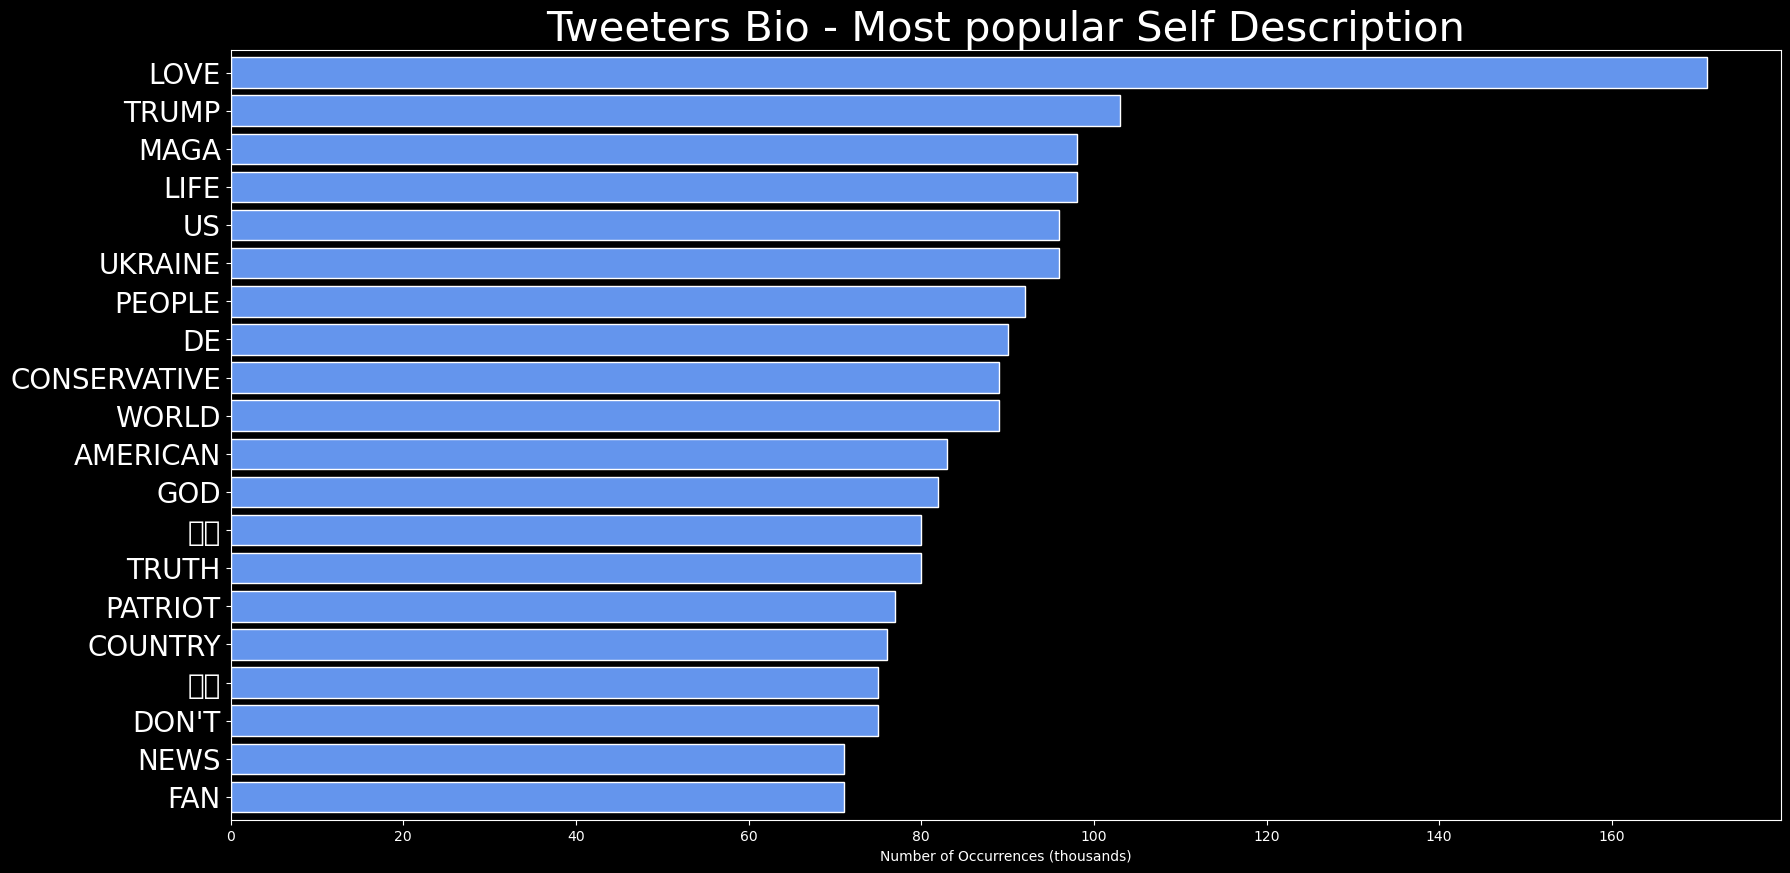 Tweeters Bio - Most popular Self Description
LOVE
TRUMP
MAGA
LIFE
US
UKRAINE
PEOPLE
DE
CONSERVATIVE
WORLD
AMERICAN
GOD
TRUTH
PATRIOT
COUNTRY
DON'T
NEWS
FAN
0 20 40 60 80 100 120 140 160
Number of Occurrences (thousands)